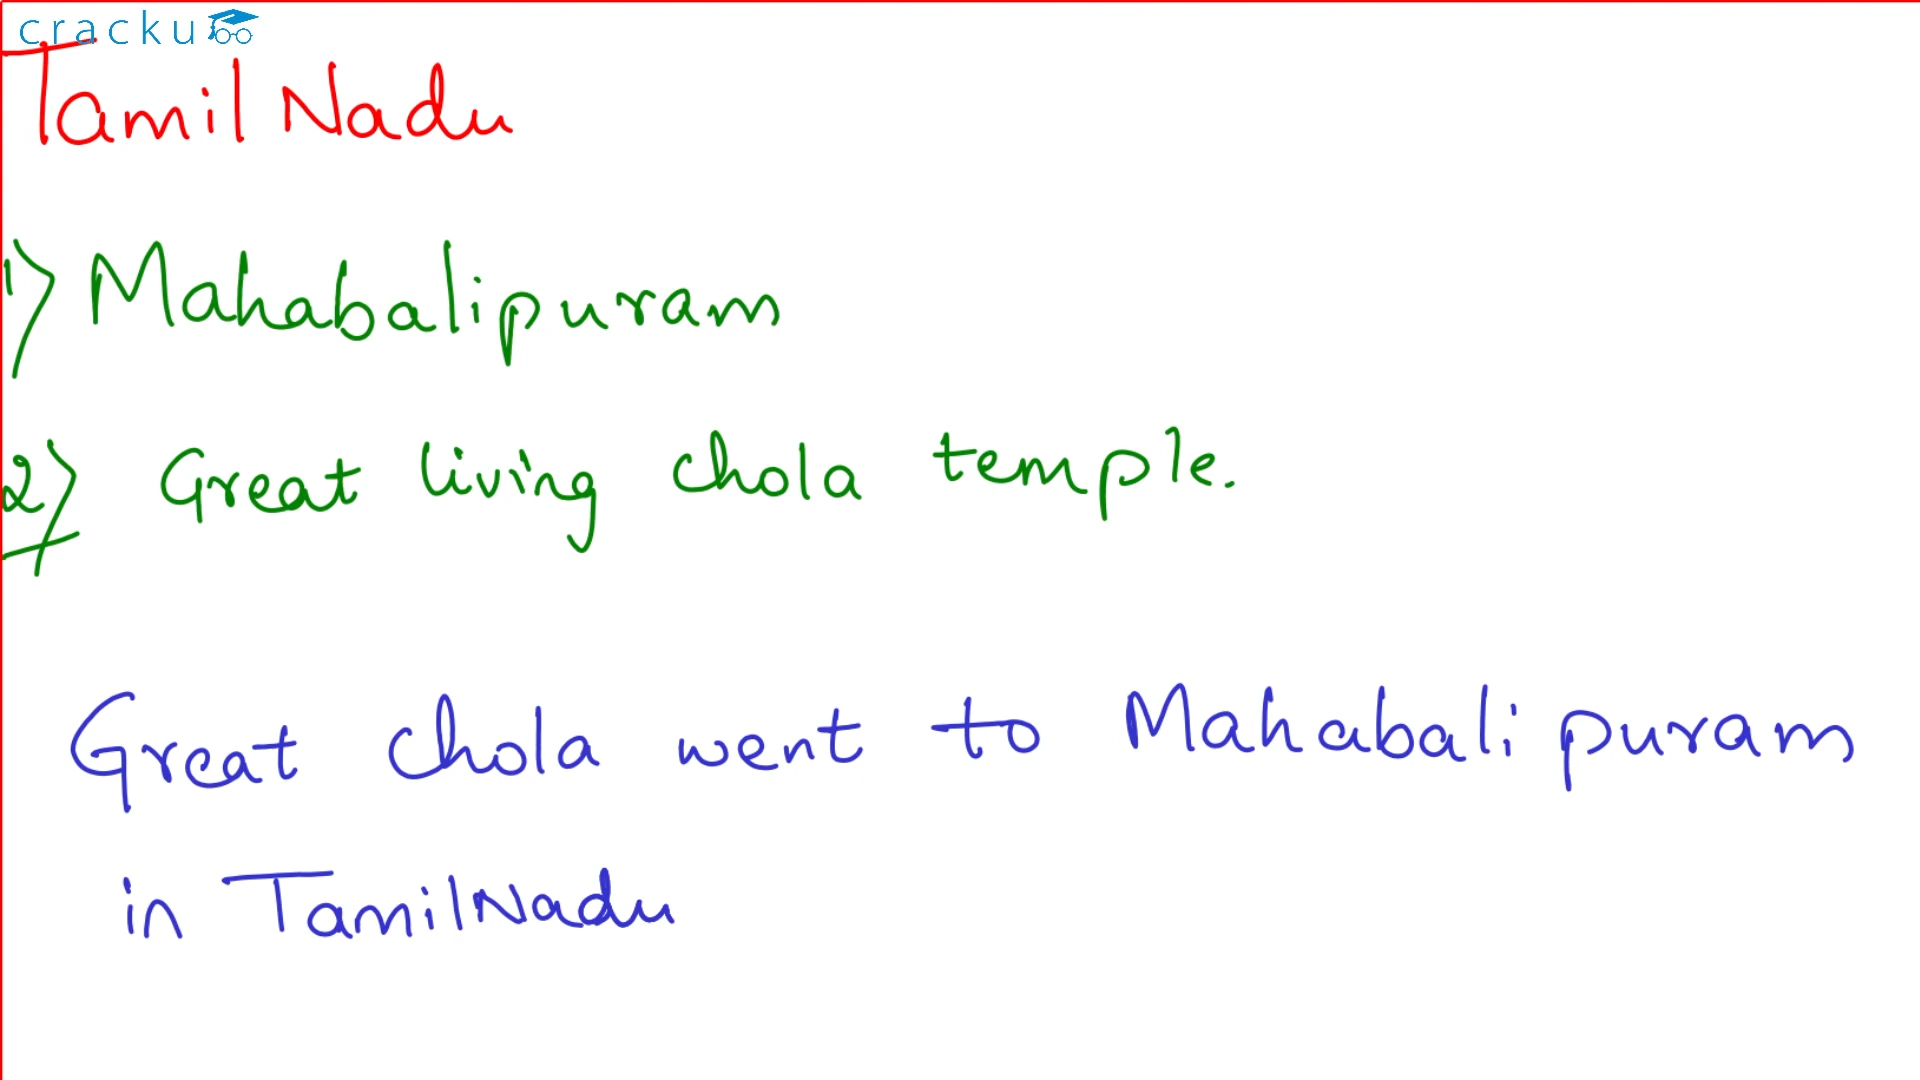 cracku
Tamil Nadu
1) Mahabalipuram
2) Great living chola temple.
Great chola went to Mahabalipuram
in TamilNadu